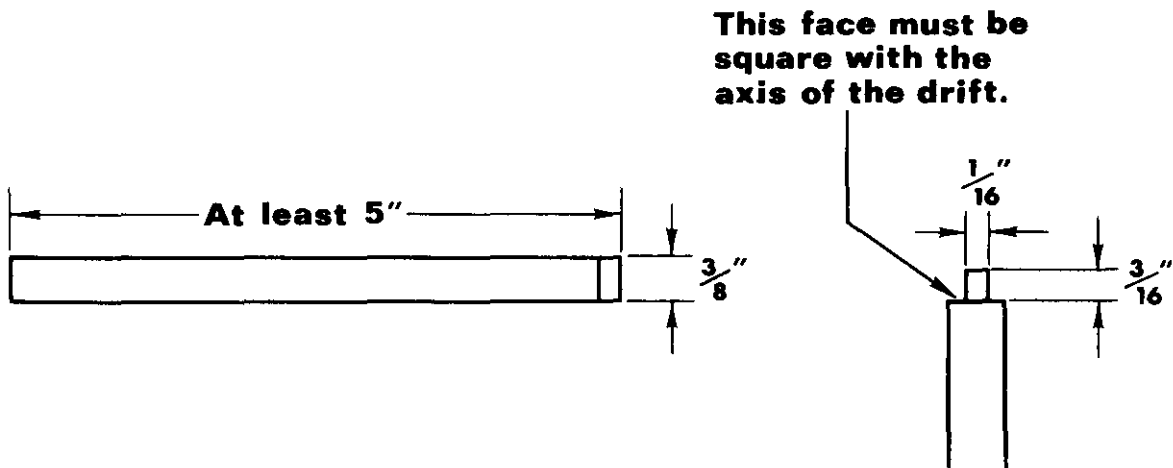 This face must be
square with the
axis of the drift.
1/16"
At least 5"
3/8"
3/16"